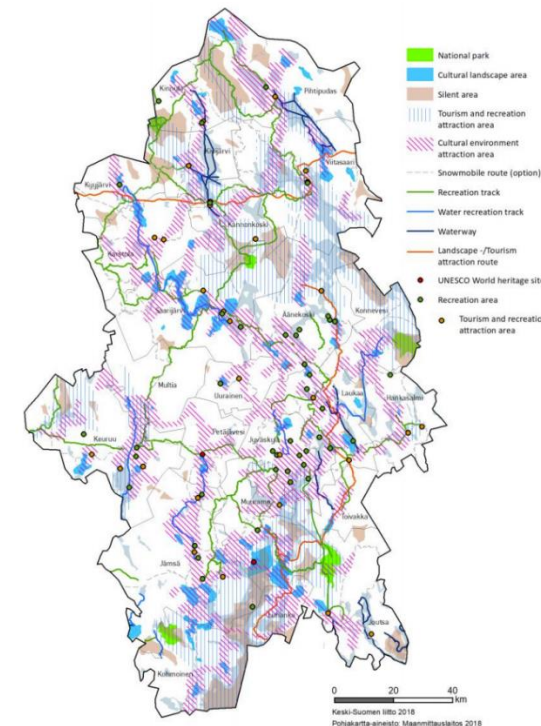 National park
Cultural landscape area
Silent area
Tourism and recreation
attraction area
Cultural environment
attraction area
Snowmobile route (option)
Recreation track
Water recreation track
Waterway
Landscape -/Tourism
attraction route
UNESCO World heritage site
Recreation area
Tourism and recreation
attraction area
Kinnula
Pihtipudas
Kivijärvi
Viitasaari
Kyyjärvi
Kannonkoski
Karstula
Saarijärvi
Äänekoski
Konnevesi
Multia
Uurainen
Laukaa
Hankasalmi
Keuruu
Petäjävesi
Jyväskylä
Muurame
Toivakka
Jämsä
Luhanka
Joutsa
Kuhmoinen
0 20 40
km
Keski-Suomen liitto 2018
Pohjakartta-aineisto: Maanmittauslaitos 2018